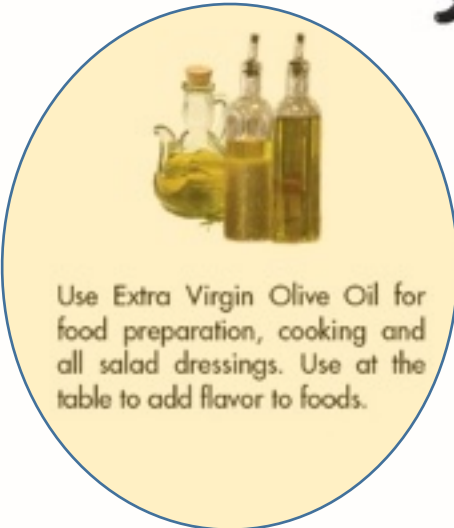 Use Extra Virgin Olive Oil for
food preparation, cooking and
all salad dressings. Use at the
table to add flavor to foods.